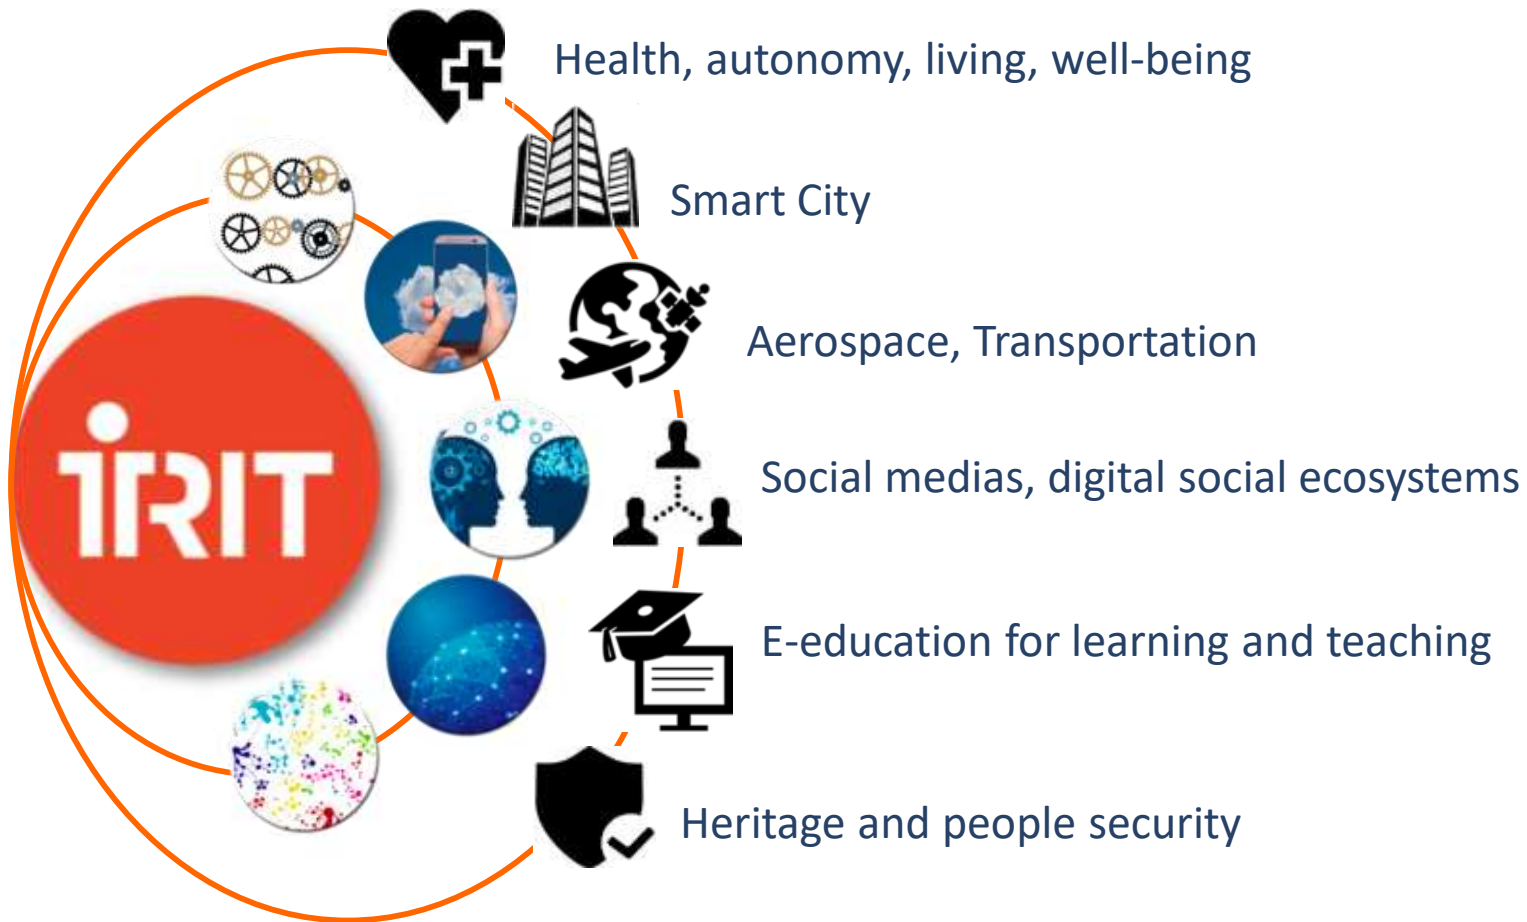 Health, autonomy, living, well-being
Smart City
Aerospace, Transportation
IRIT
Social medias, digital social ecosystems
E-education for learning and teaching
Heritage and people security